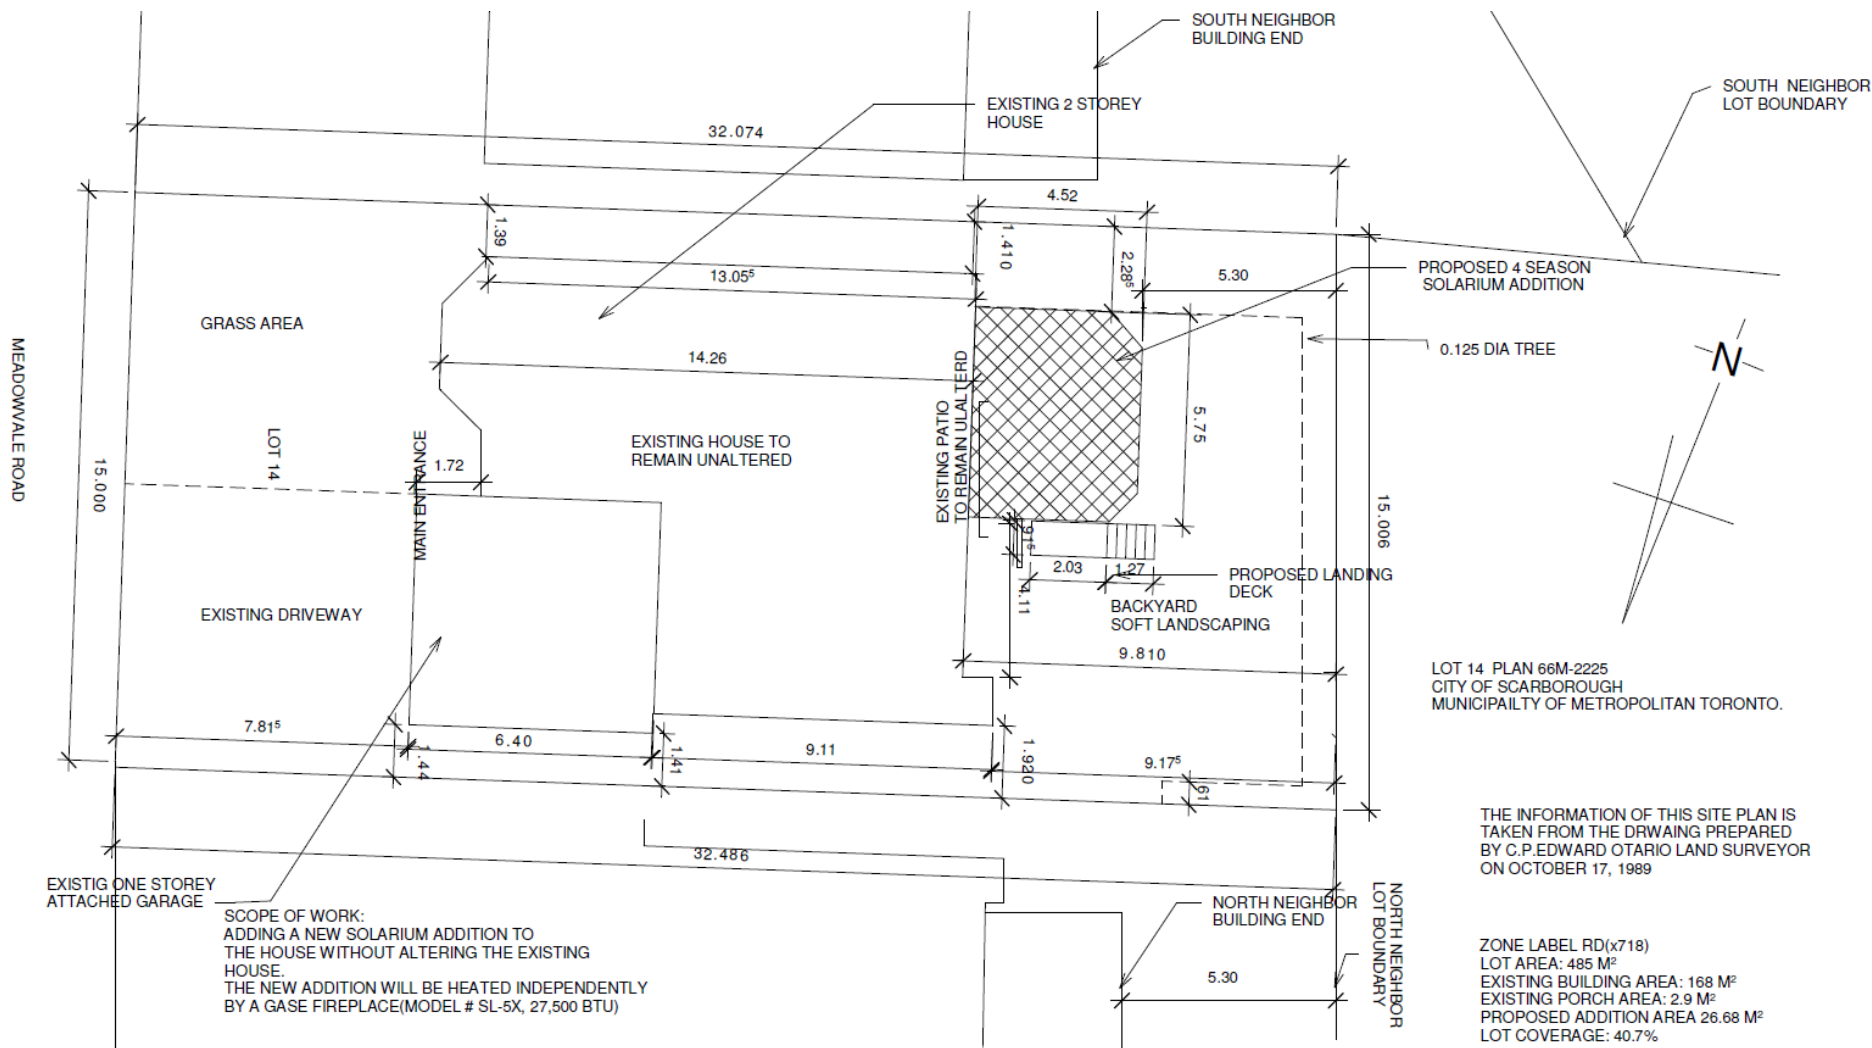 SOUTH NEIGHBOR
BUILDING END
SOUTH  NEIGHBOR
LOT BOUNDARY
EXISTING 2 STOREY
HOUSE
32.074
4.52
1.39
1.410
2.28⁵
13.05⁵
5.30
PROPOSED 4 SEASON
SOLARIUM ADDITION
GRASS AREA
MEADOWVALE ROAD
14.26
0.125 DIA TREE
N
EXISTING PATIO
TO REMAIN ULALTERD
5.75
LOT 14
MAIN ENTRANCE
1.72
EXISTING HOUSE TO
REMAIN UNALTERED
15.000
15.006
91⁵
2.03
1.27
4.11
PROPOSED LANDING
DECK
BACKYARD
SOFT LANDSCAPING
EXISTING DRIVEWAY
9.810
LOT 14  PLAN 66M-2225
CITY OF SCARBOROUGH
MUNICIPAILTY OF METROPOLITAN TORONTO.
7.81⁵
6.40
1.44
1.41
9.11
1.920
9.17⁵
61
THE INFORMATION OF THIS SITE PLAN IS
TAKEN FROM THE DRWAING PREPARED
BY C.P.EDWARD OTARIO LAND SURVEYOR
ON OCTOBER 17, 1989
32.486
EXISTIG ONE STOREY
ATTACHED GARAGE
SCOPE OF WORK:
ADDING A NEW SOLARIUM ADDITION TO
THE HOUSE WITHOUT ALTERING THE EXISTING
HOUSE.
THE NEW ADDITION WILL BE HEATED INDEPENDENTLY
BY A GASE FIREPLACE(MODEL # SL-5X, 27,500 BTU)
NORTH NEIGHBOR
BUILDING END
NORTH NEIGHBOR
LOT BOUNDARY
5.30
ZONE LABEL RD(x718)
LOT AREA: 485 M²
EXISTING BUILDING AREA: 168 M²
EXISTING PORCH AREA: 2.9 M²
PROPOSED ADDITION AREA 26.68 M²
LOT COVERAGE: 40.7%